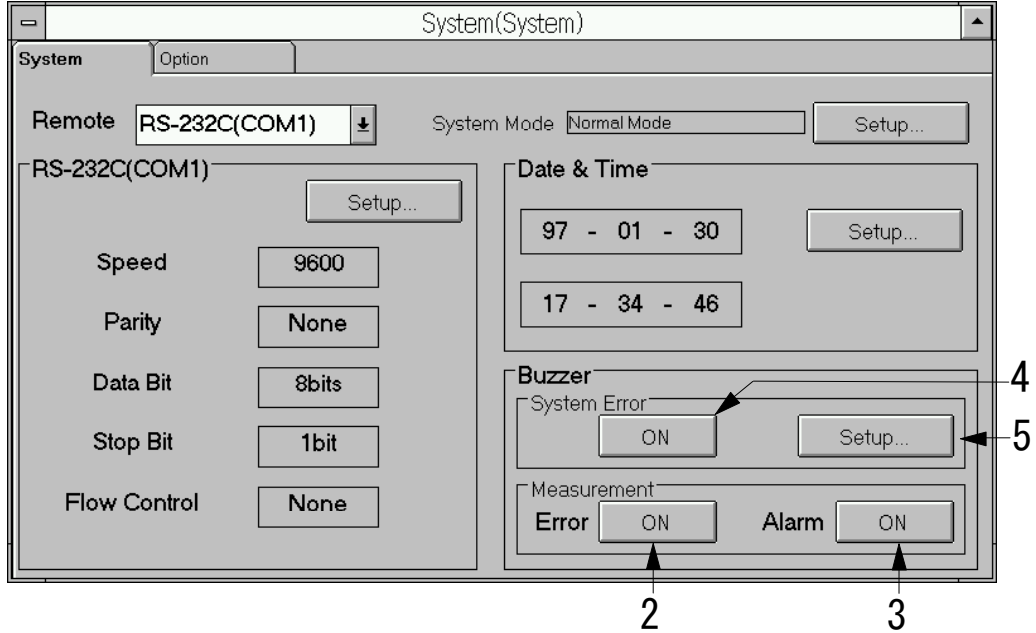 System(System)
System
Option
Remote RS-232C(COM1)
System Mode Normal Mode Setup...
RS-232C(COM1)
Setup...
Speed 9600
Parity None
Data Bit 8bits
Stop Bit 1bit
Flow Control None
Date & Time
97 - 01 - 30 Setup...
17 - 34 - 46
Buzzer
System Error
ON Setup...
Measurement
Error ON Alarm ON
4
5
2
3